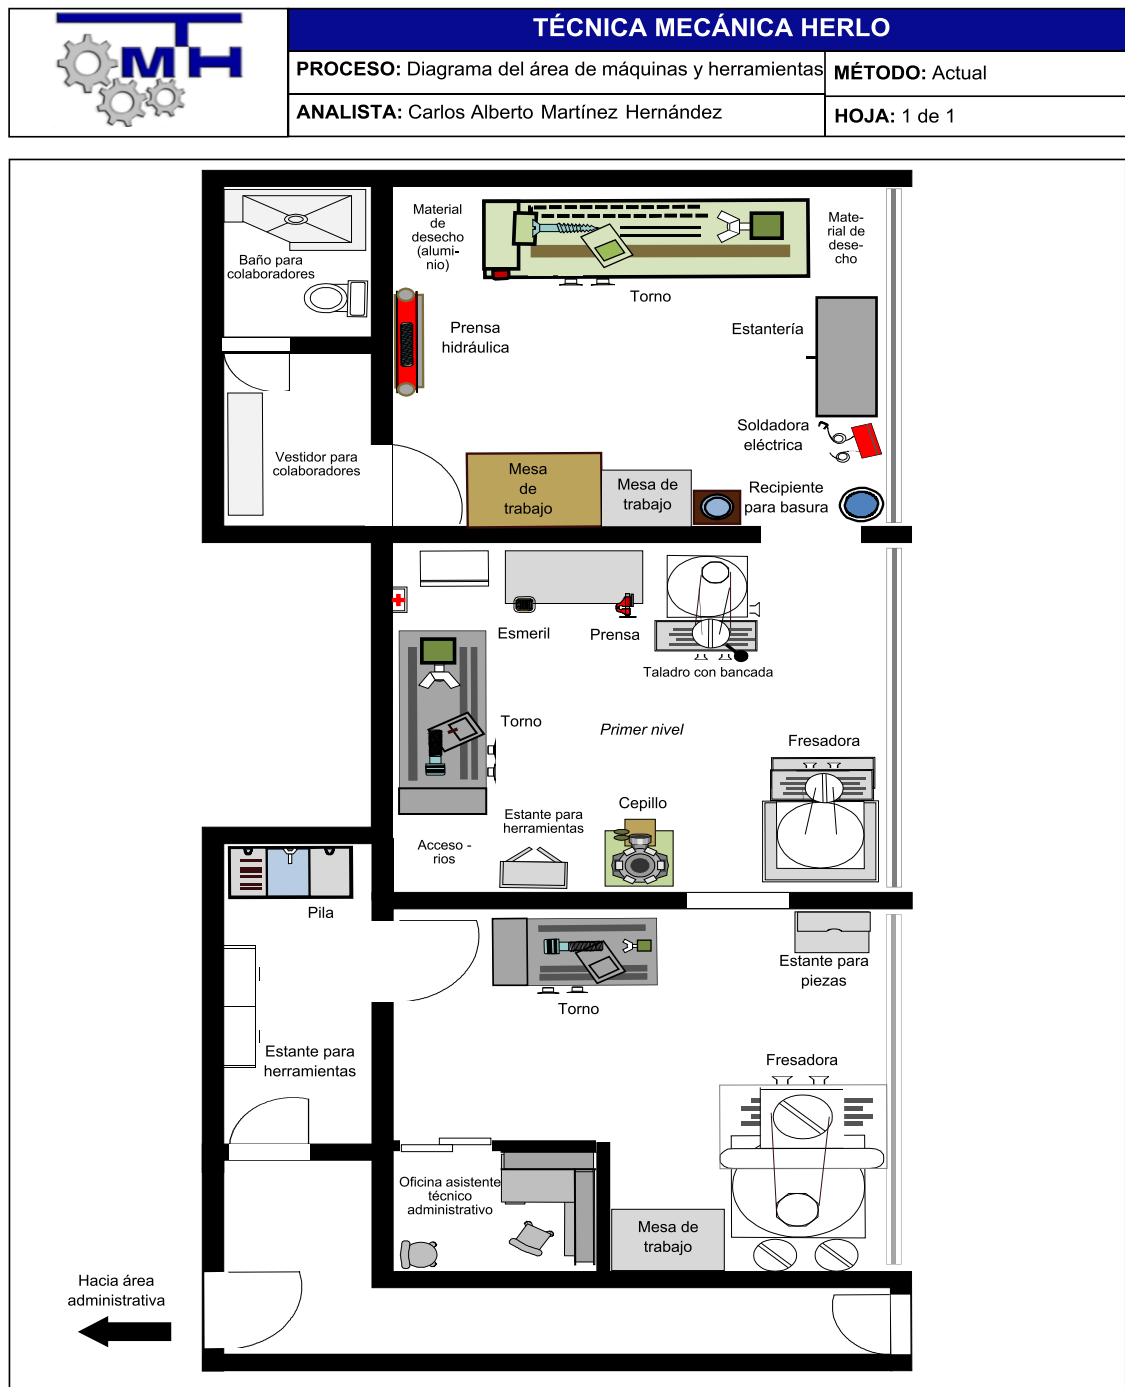 MTH
TÉCNICA MECÁNICA HERLO
PROCESO: Diagrama del área de máquinas y herramientas
MÉTODO: Actual
ANALISTA: Carlos Alberto Martínez Hernández
HOJA: 1 de 1
Material
de
desecho
(alumi-
nio)
Mate-
rial de
dese-
cho
Baño para
colaboradores
Torno
Prensa
hidráulica
Estantería
Soldadora
eléctrica
Vestidor para
colaboradores
Mesa
de
trabajo
Mesa de
trabajo
Recipiente
para basura
Esmeril
Prensa
Taladro con bancada
Torno
Primer nivel
Fresadora
Cepillo
Estante para
herramientas
Acceso -
rios
Pila
Estante para
piezas
Torno
Estante para
herramientas
Fresadora
Oficina asistente
técnico
administrativo
Mesa de
trabajo
Hacia área
administrativa